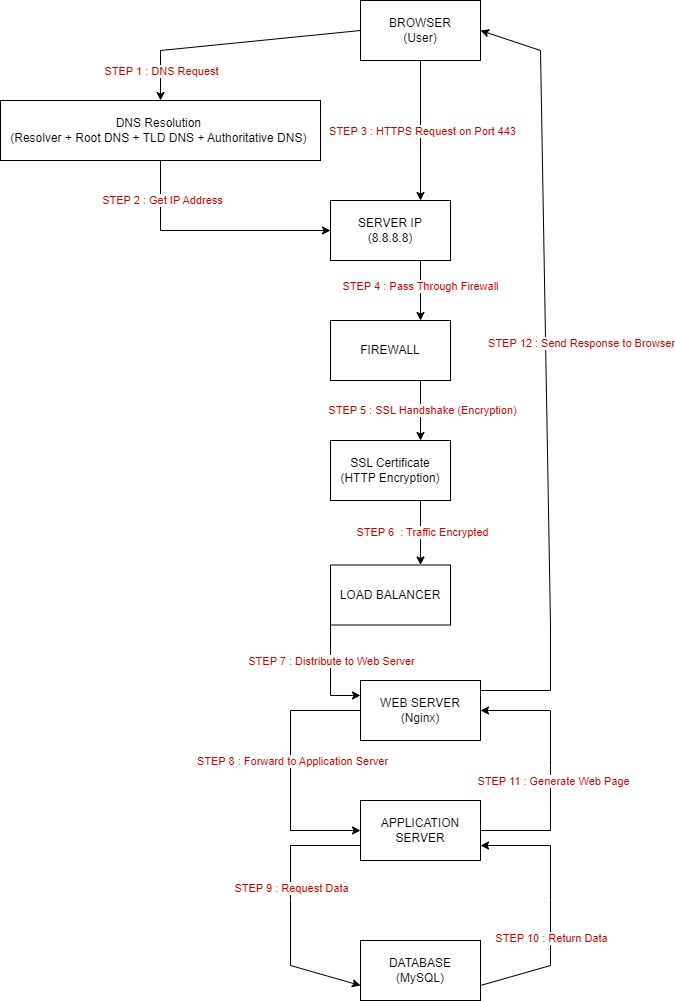 BROWSER
(User)
STEP 1 : DNS Request
DNS Resolution
(Resolver + Root DNS + TLD DNS + Authoritative DNS)
STEP 3 : HTTPS Request on Port 443
STEP 2 : Get IP Address
SERVER IP
(8.8.8.8)
STEP 4 : Pass Through Firewall
FIREWALL
STEP 12 : Send Response to Browser
STEP 5 : SSL Handshake (Encryption)
SSL Certificate
(HTTP Encryption)
STEP 6  : Traffic Encrypted
LOAD BALANCER
STEP 7 : Distribute to Web Server
WEB SERVER
(Nginx)
STEP 8 : Forward to Application Server
STEP 11 : Generate Web Page
APPLICATION
SERVER
STEP 9 : Request Data
STEP 10 : Return Data
DATABASE
(MySQL)